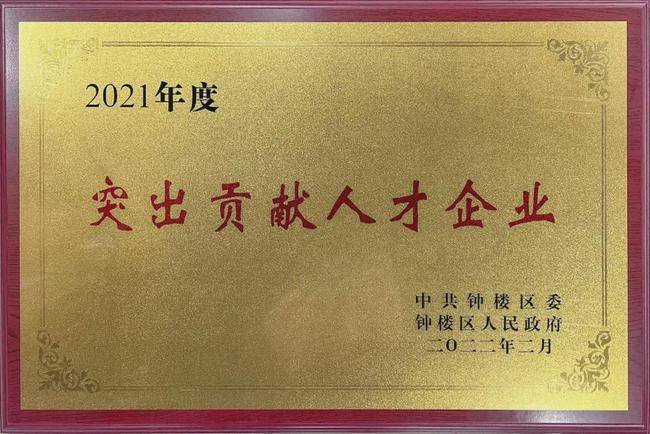 2021年度
突出贡献人才企业
中共钟楼区委
钟楼区人民政府
二〇二二年二月